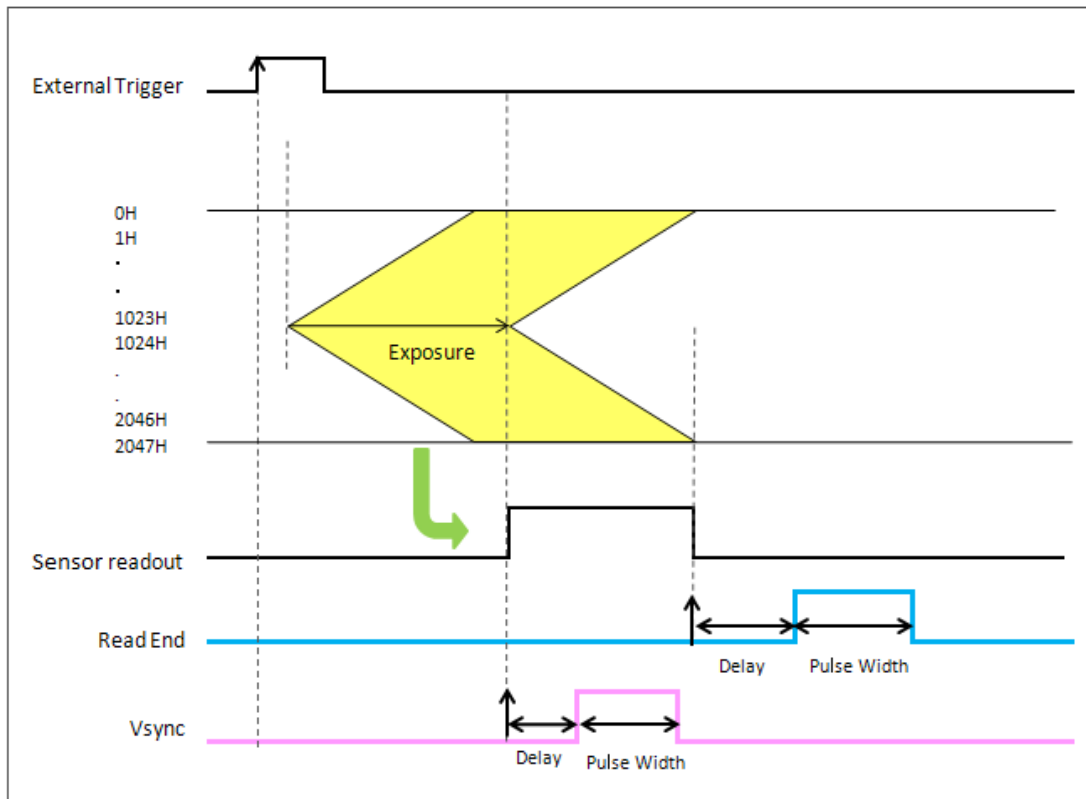 External Trigger
0H
1H
.
.
1023H
1024H
.
.
2046H
2047H
Exposure
Sensor readout
Read End
Delay
Pulse Width
Vsync
Delay
Pulse Width